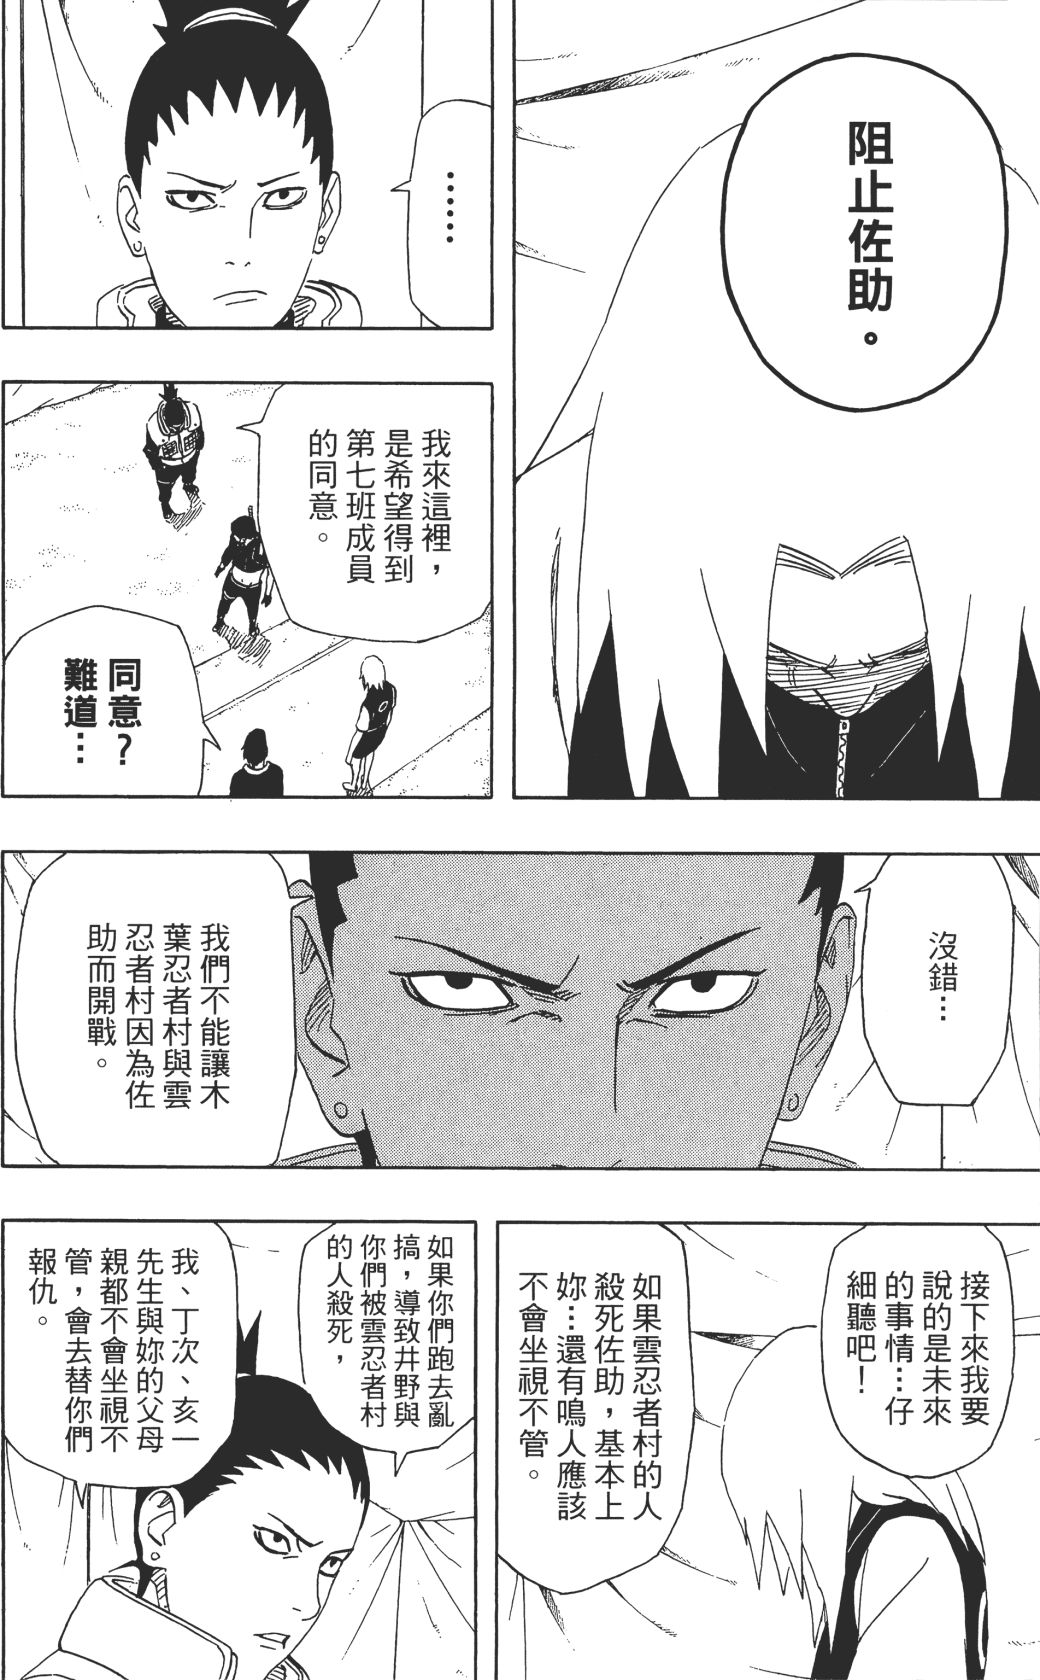 阻止佐助。
……
我來這裡，
是希望得到
第七班成員
的同意。
同意？
難道…
沒錯…
我們不能讓木
葉忍者村與雲
忍者村因為佐
助而開戰。
接下來我要
說的是未來
的事情…仔
細聽吧！
如果雲忍者村的人
殺死佐助，基本上
妳…還有鳴人應該
不會坐視不管。
如果你們跑去亂
搞，導致井野與
你們被雲忍者村
的人殺死，
我、丁次、亥一
先生與妳的父母
親都不會坐視不
管，會去替你們
報仇。